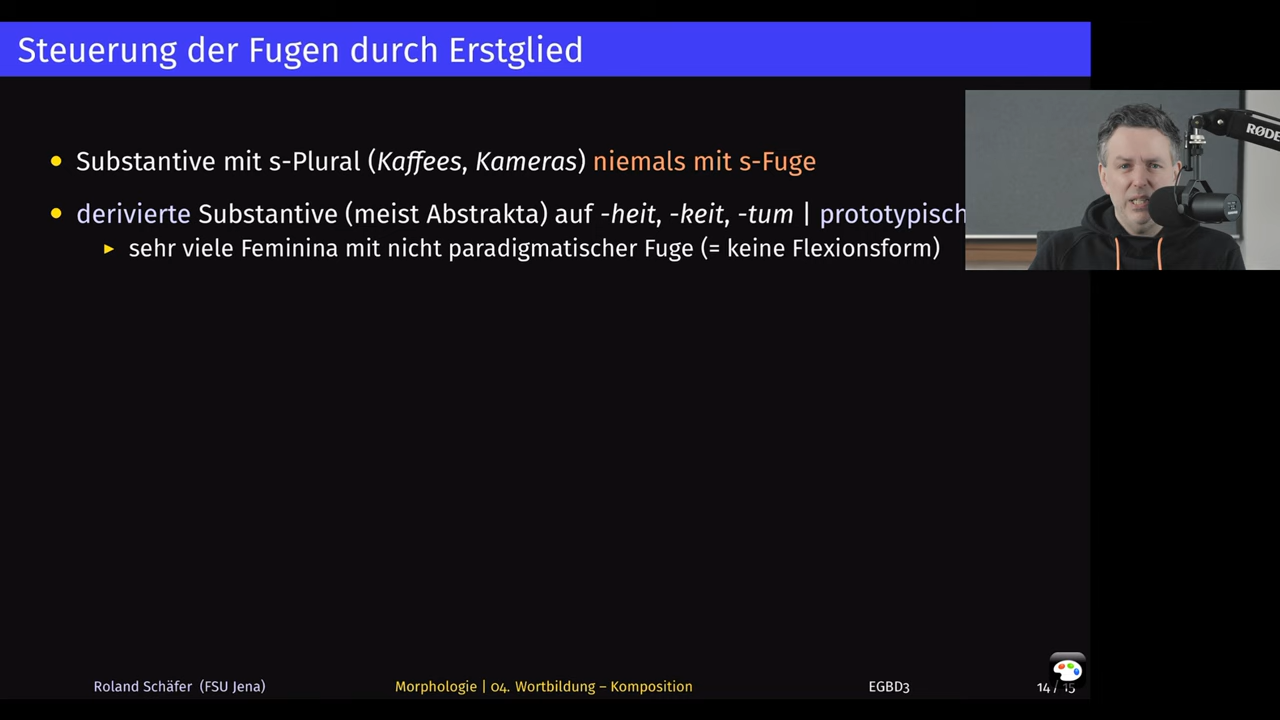 Steuerung der Fugen durch Erstglied
Substantive mit s-Plural (Kaffees, Kameras) niemals mit s-Fuge
derivierte Substantive (meist Abstrakta) auf -heit, -keit, -tum | prototypisch
sehr viele Feminina mit nicht paradigmatischer Fuge (= keine Flexionsform)
RØDE
Roland Schäfer (FSU Jena)
Morphologie | 04. Wortbildung – Komposition
EGBD3
14 / 15